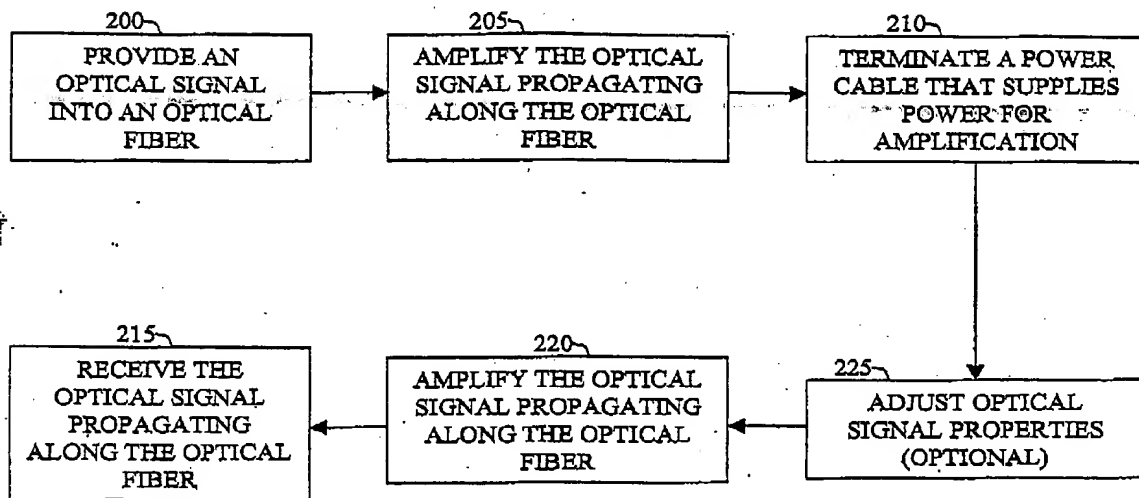 200
PROVIDE AN
OPTICAL SIGNAL
INTO AN OPTICAL
FIBER
205
AMPLIFY THE OPTICAL
SIGNAL PROPAGATING
ALONG THE OPTICAL
FIBER
210
TERMINATE A POWER
CABLE THAT SUPPLIES
POWER FOR
AMPLIFICATION
225
ADJUST OPTICAL
SIGNAL PROPERTIES
(OPTIONAL)
220
AMPLIFY THE OPTICAL
SIGNAL PROPAGATING
ALONG THE OPTICAL
FIBER
215
RECEIVE THE
OPTICAL SIGNAL
PROPAGATING
ALONG THE OPTICAL
FIBER